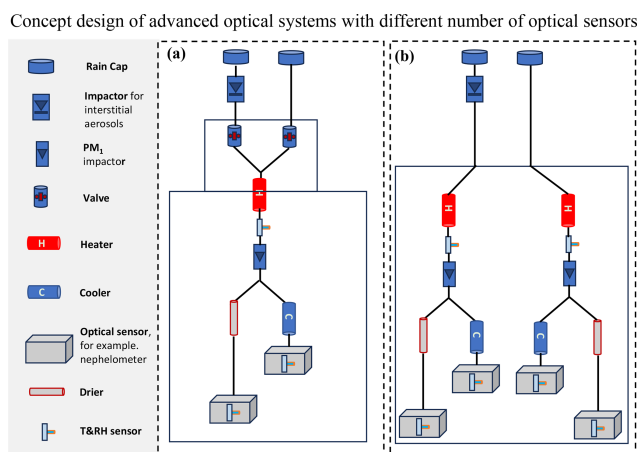 Concept design of advanced optical systems with different number of optical sensors
Rain Cap
Impactor for
interstitial
aerosols
PM1
impactor
Valve
H
Heater
C
Cooler
Optical sensor,
for example.
nephelometer
Drier
T&RH sensor
(a)
H
C
(b)
H
H
C
C